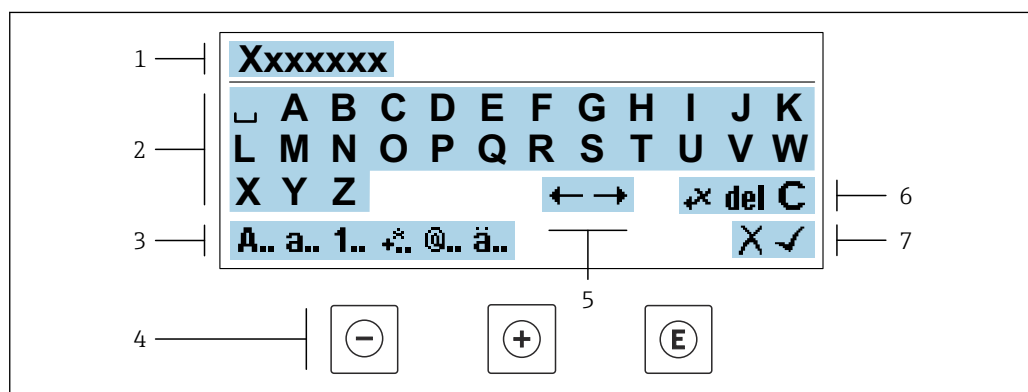 1 Xxxxxxx
␣ A B C D E F G H I J K
2 L M N O P Q R S T U V W
X Y Z ← → ₊× del C 6
3 A.. a.. 1.. +*.. @.. ä.. X ✓ 7
5
4 − + E